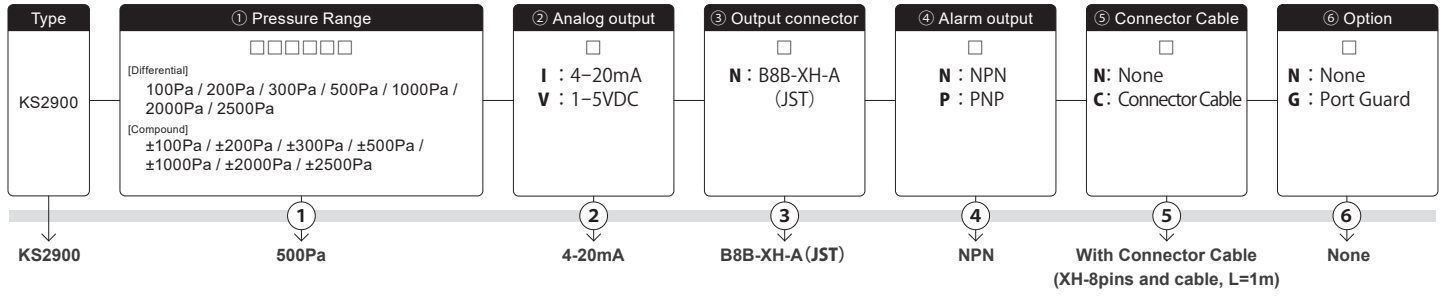 Type
KS2900
① Pressure Range
□□□□□□
[Differential]
100Pa / 200Pa / 300Pa / 500Pa / 1000Pa /
2000Pa / 2500Pa
[Compound]
±100Pa / ±200Pa / ±300Pa / ±500Pa /
±1000Pa / ±2000Pa / ±2500Pa
② Analog output
□
I : 4-20mA
V : 1-5VDC
③ Output connector
□
N : B8B-XH-A
(JST)
④ Alarm output
□
N : NPN
P : PNP
⑤ Connector Cable
□
N: None
C: Connector Cable
⑥ Option
□
N : None
G : Port Guard
① ② ③ ④ ⑤ ⑥
KS2900
500Pa
4-20mA
B8B-XH-A (JST)
NPN
With Connector Cable
(XH-8pins and cable, L=1m)
None